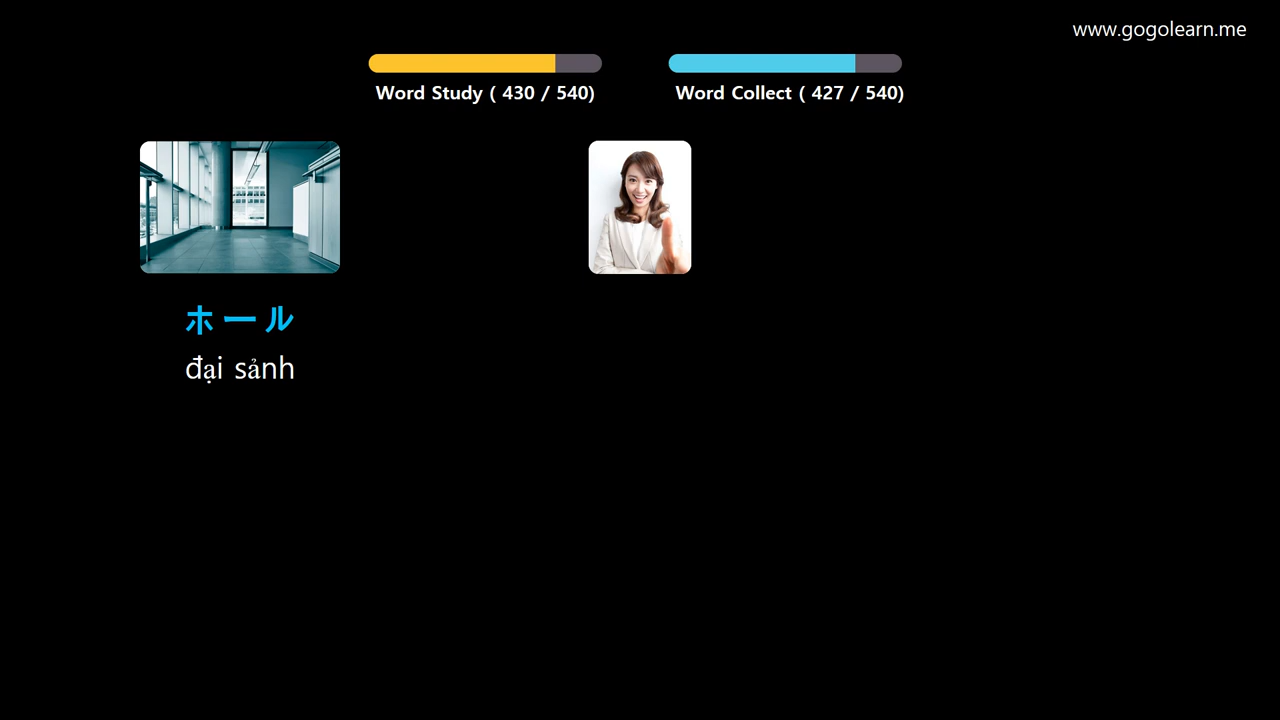 www.gogolearn.me
Word Study ( 430 / 540)
Word Collect ( 427 / 540)
ホール
đại sảnh